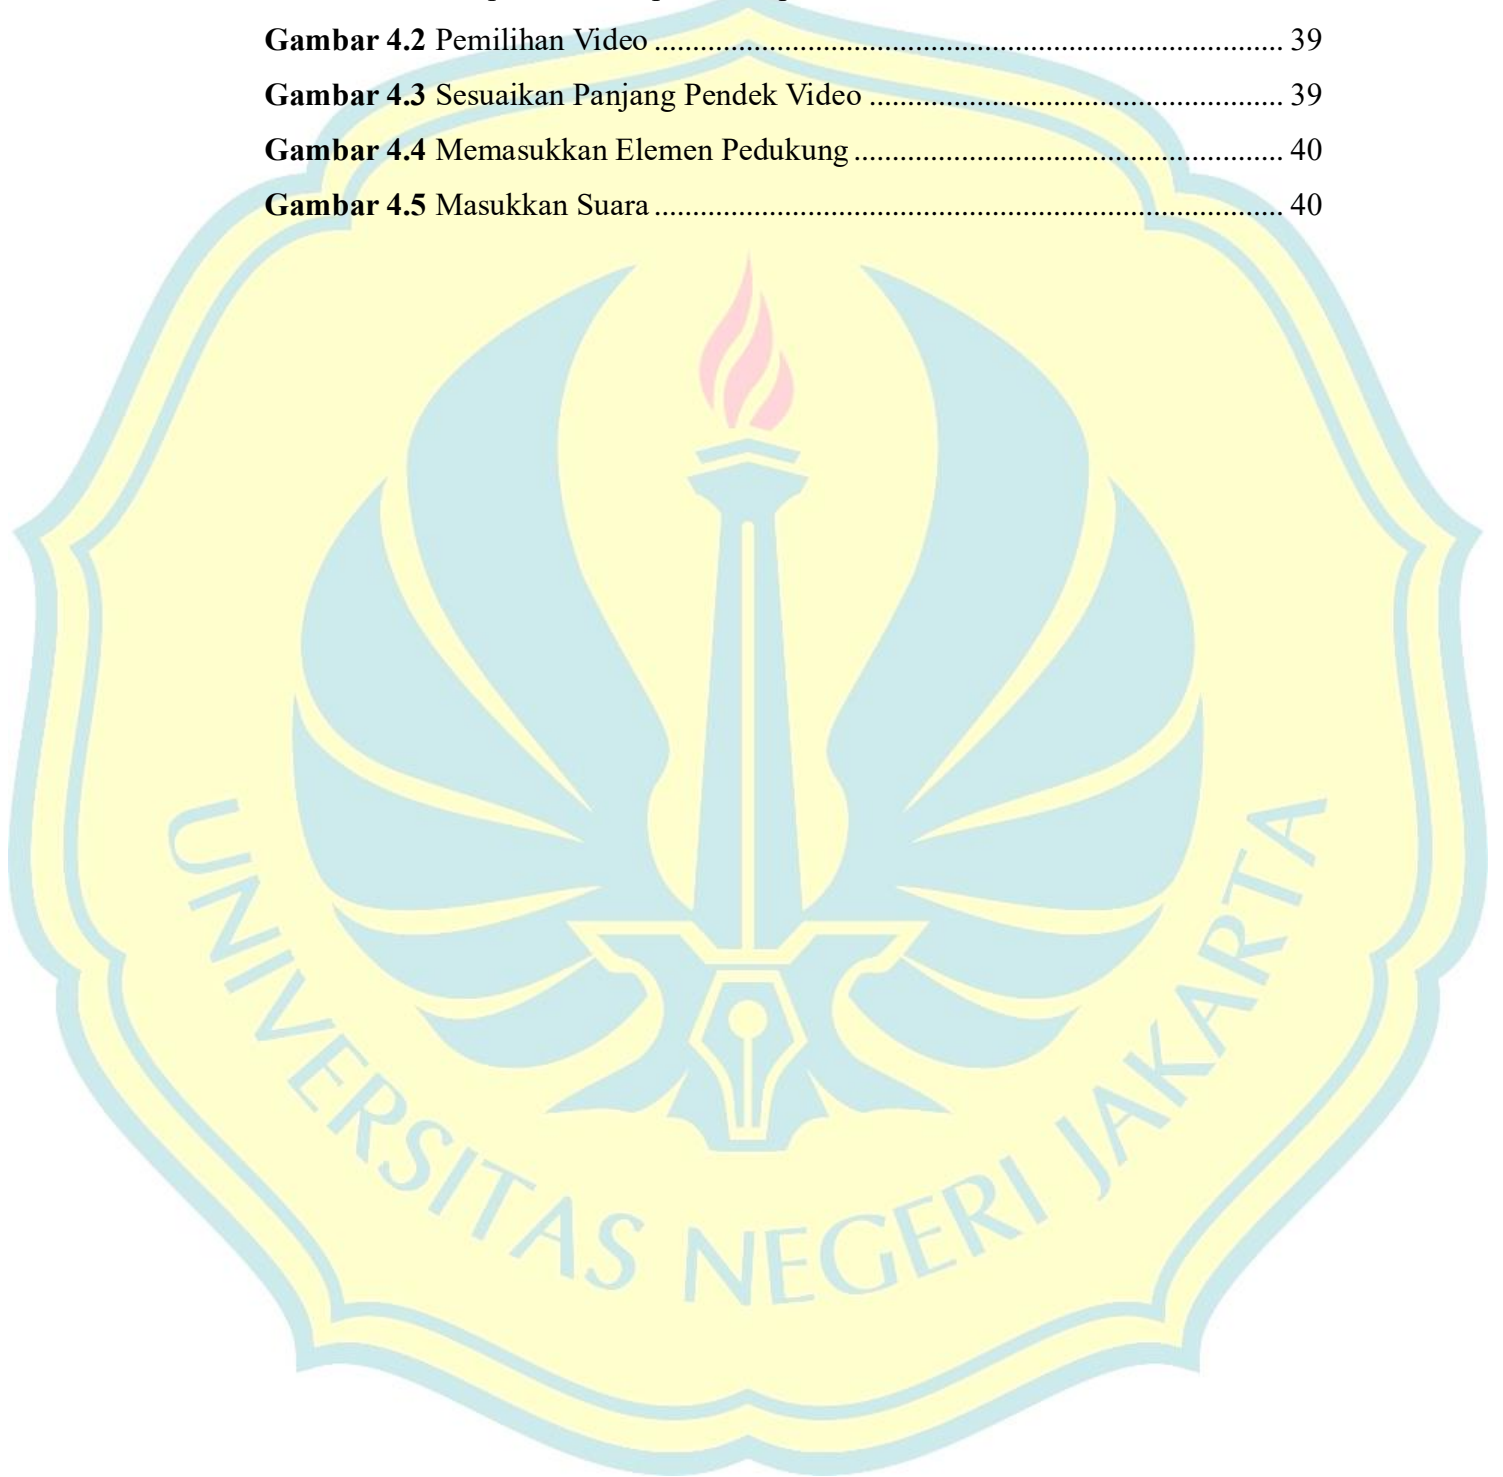 Gambar 4.2 Pemilihan Video ........................................................................ 39
Gambar 4.3 Sesuaikan Panjang Pendek Video ........................................................................ 39
Gambar 4.4 Memasukkan Elemen Pedukung ........................................................................ 40
Gambar 4.5 Masukkan Suara ........................................................................ 40
UNIVERSITAS NEGERI JAKARTA